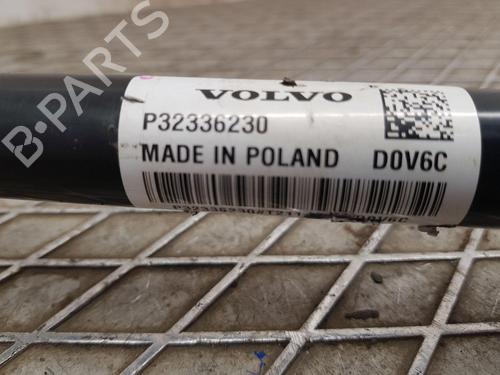 B-PARTS
VOLVO
P32336230
MADE IN POLAND D0V6C